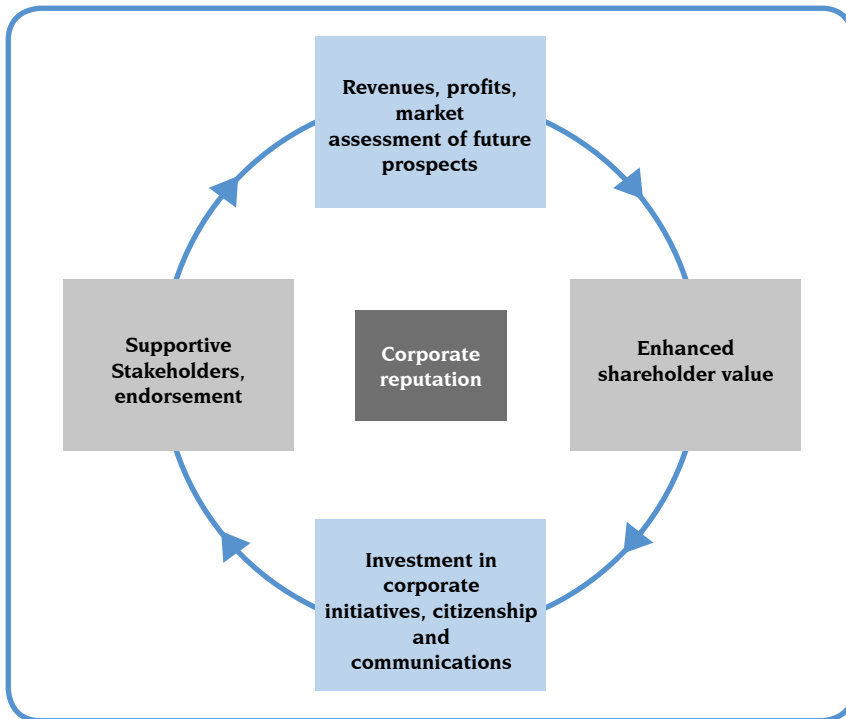 Revenues, profits,
market
assessment of future
prospects
Supportive
Stakeholders,
endorsement
Corporate
reputation
Enhanced
shareholder value
Investment in
corporate
initiatives, citizenship
and
communications